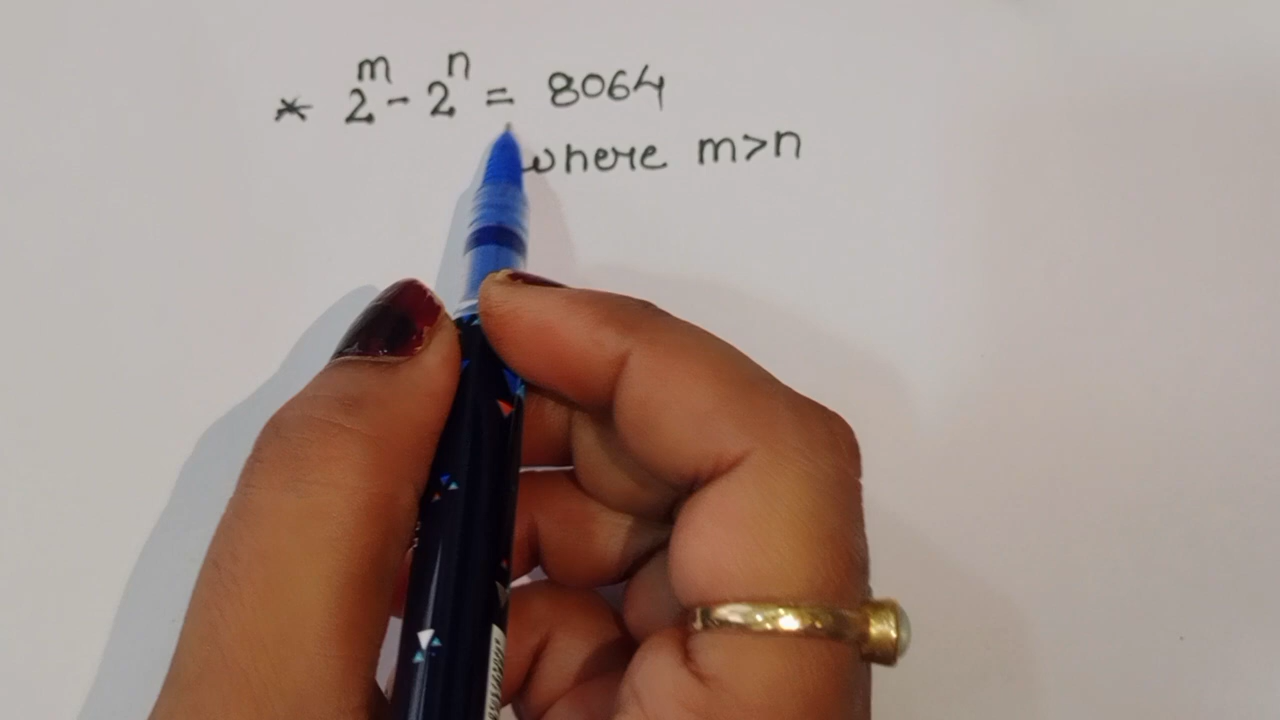 * 2^m - 2^n = 8064
where m>n